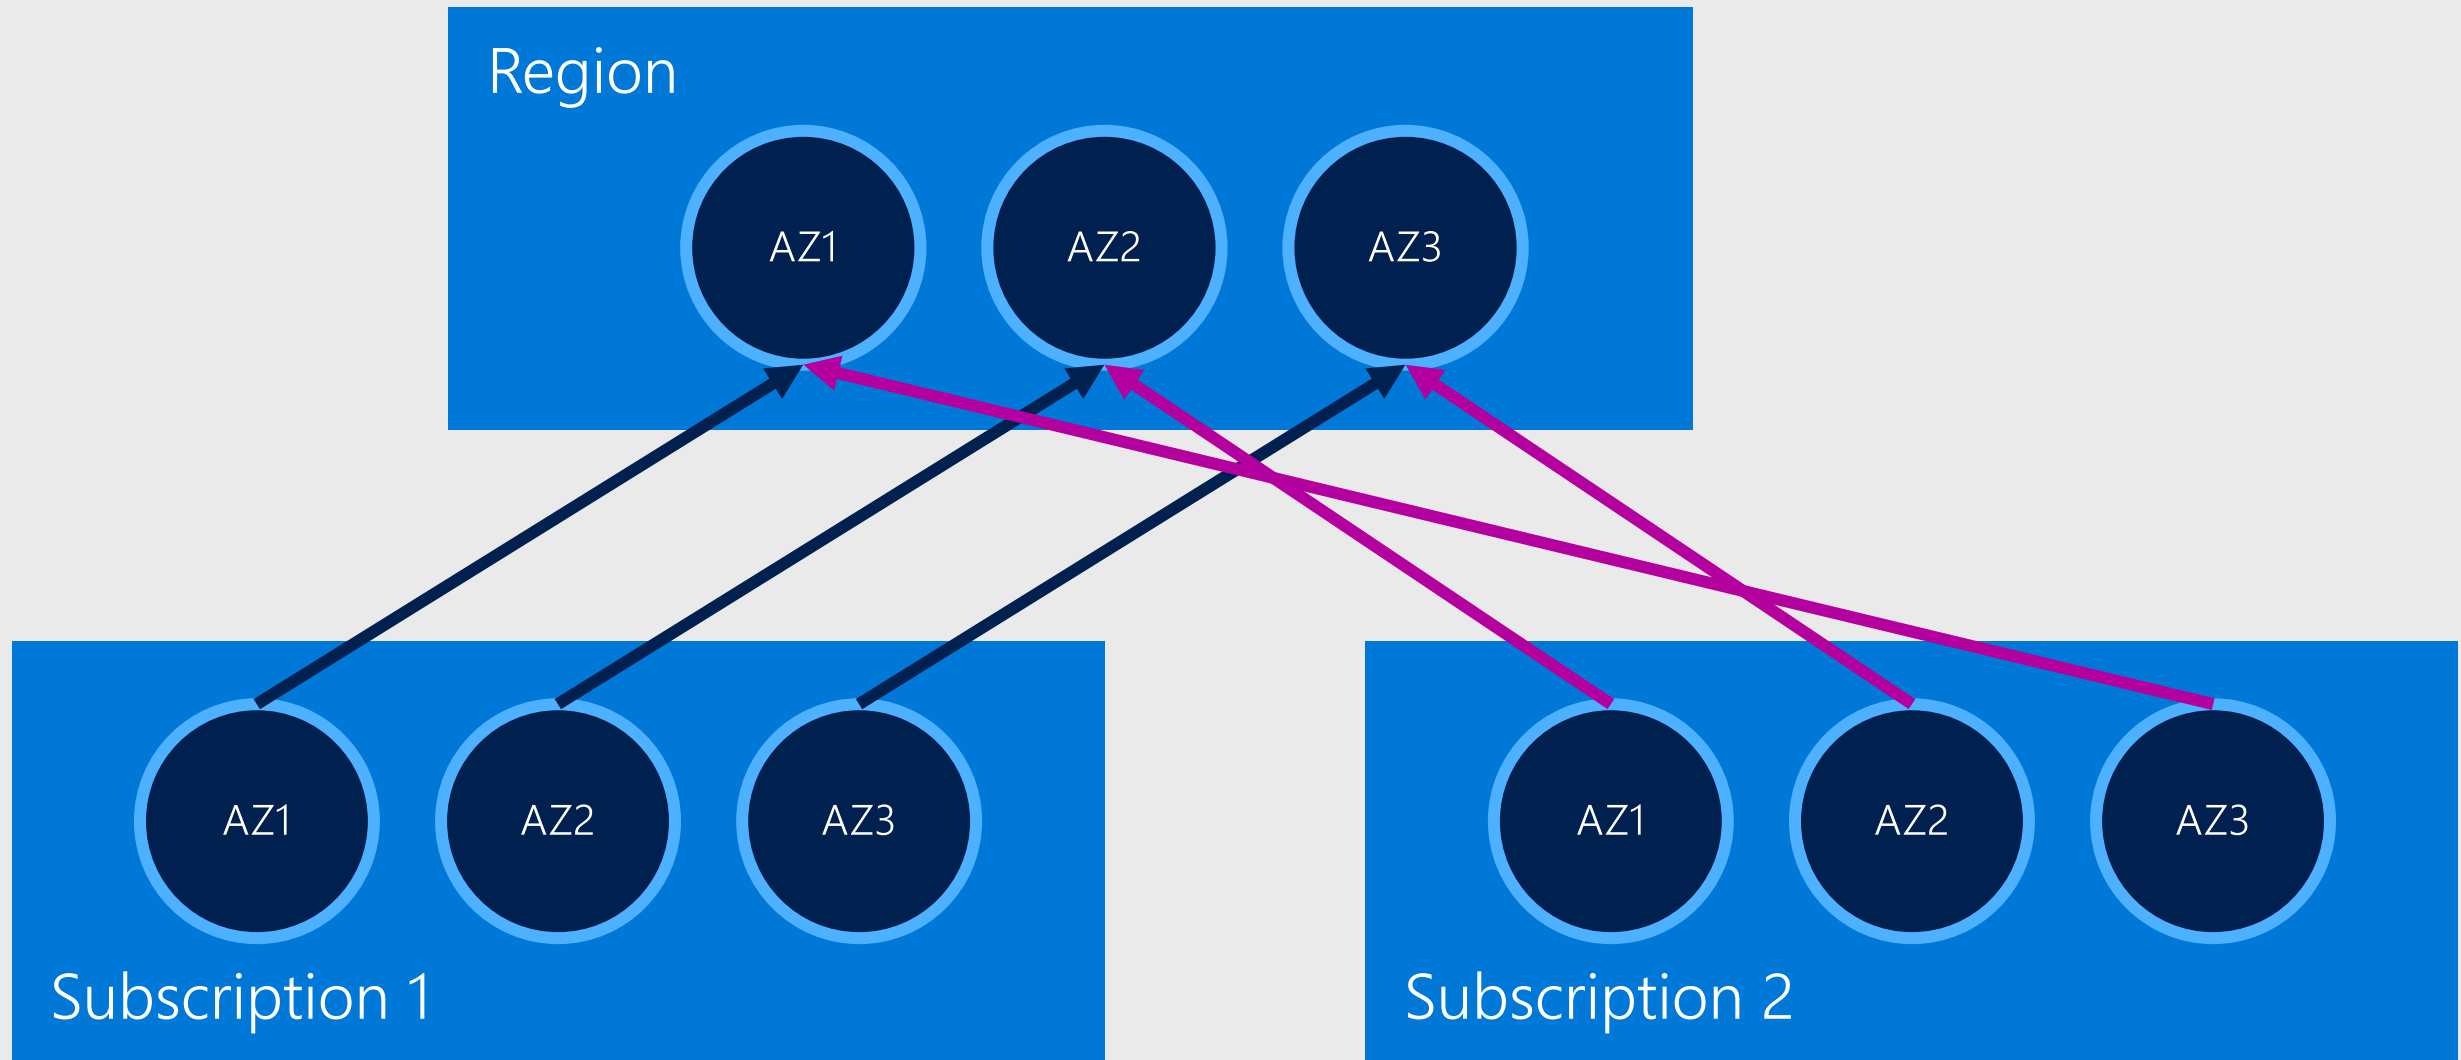 Region
AZ1
AZ2
AZ3
AZ1
AZ2
AZ3
Subscription 1
AZ1
AZ2
AZ3
Subscription 2